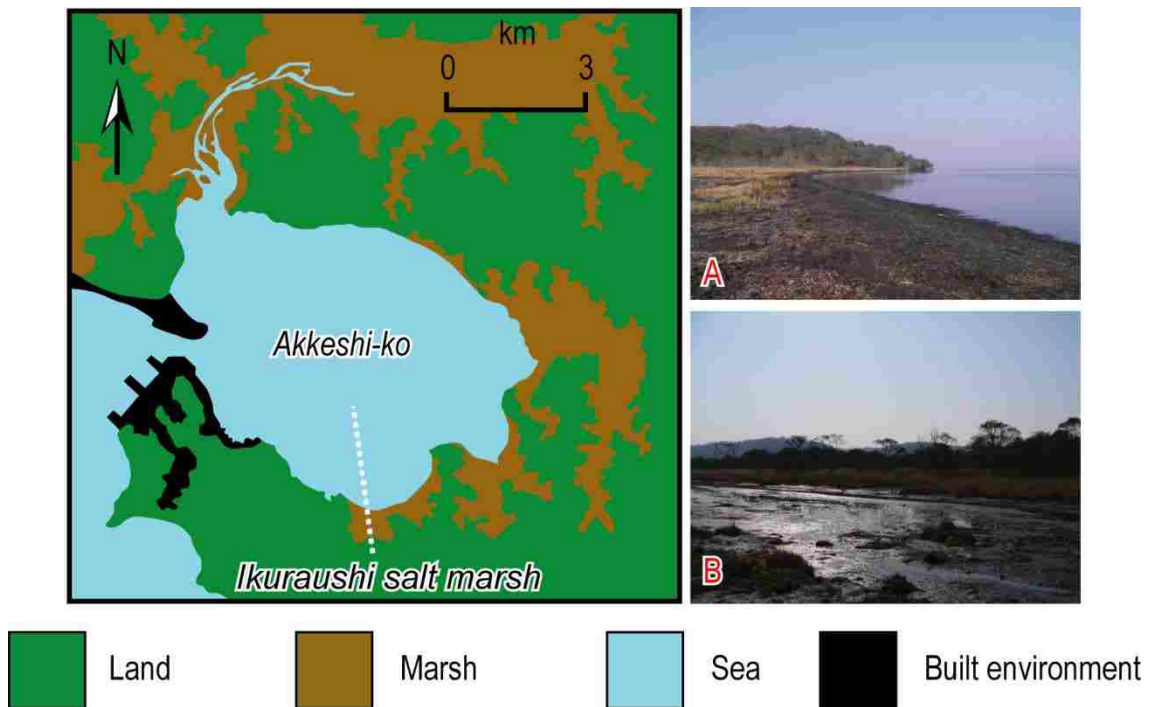 N
km
0 3
Akkeshi-ko
Ikuraushi salt marsh
A
B
Land Marsh Sea Built environment